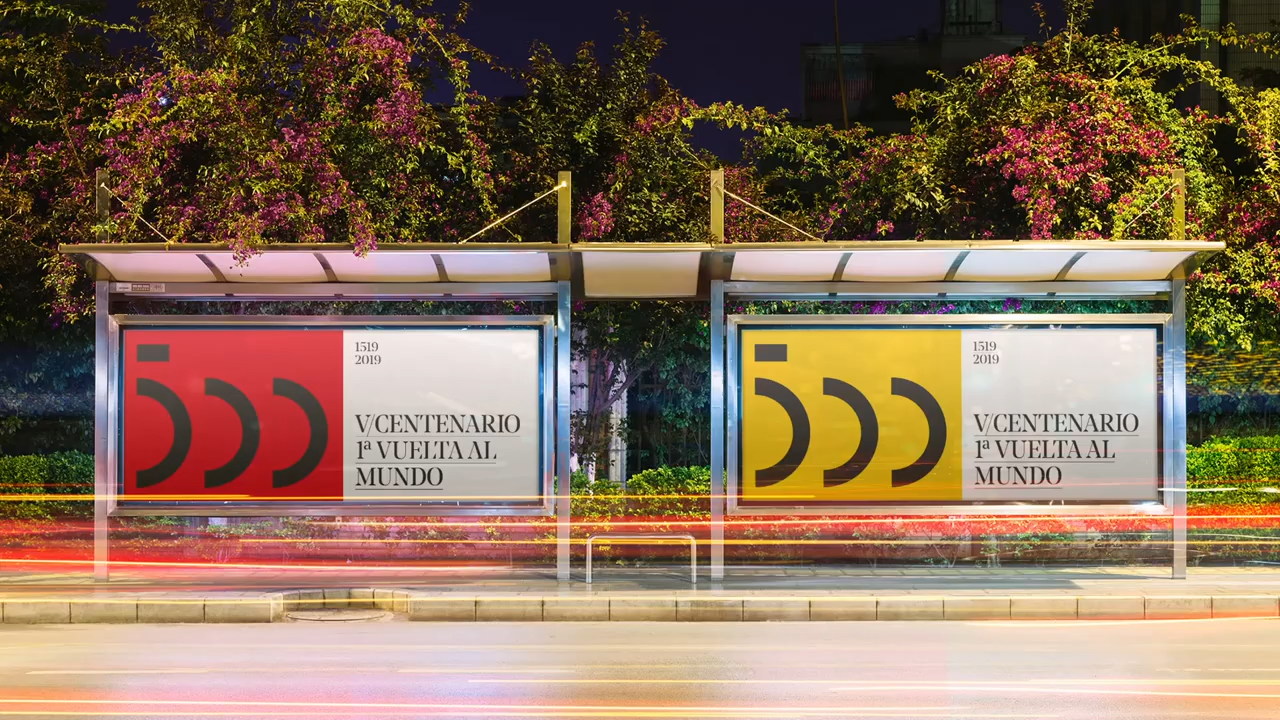 1519
2019
V/CENTENARIO
1ª VUELTA AL
MUNDO
1519
2019
V/CENTENARIO
1ª VUELTA AL
MUNDO